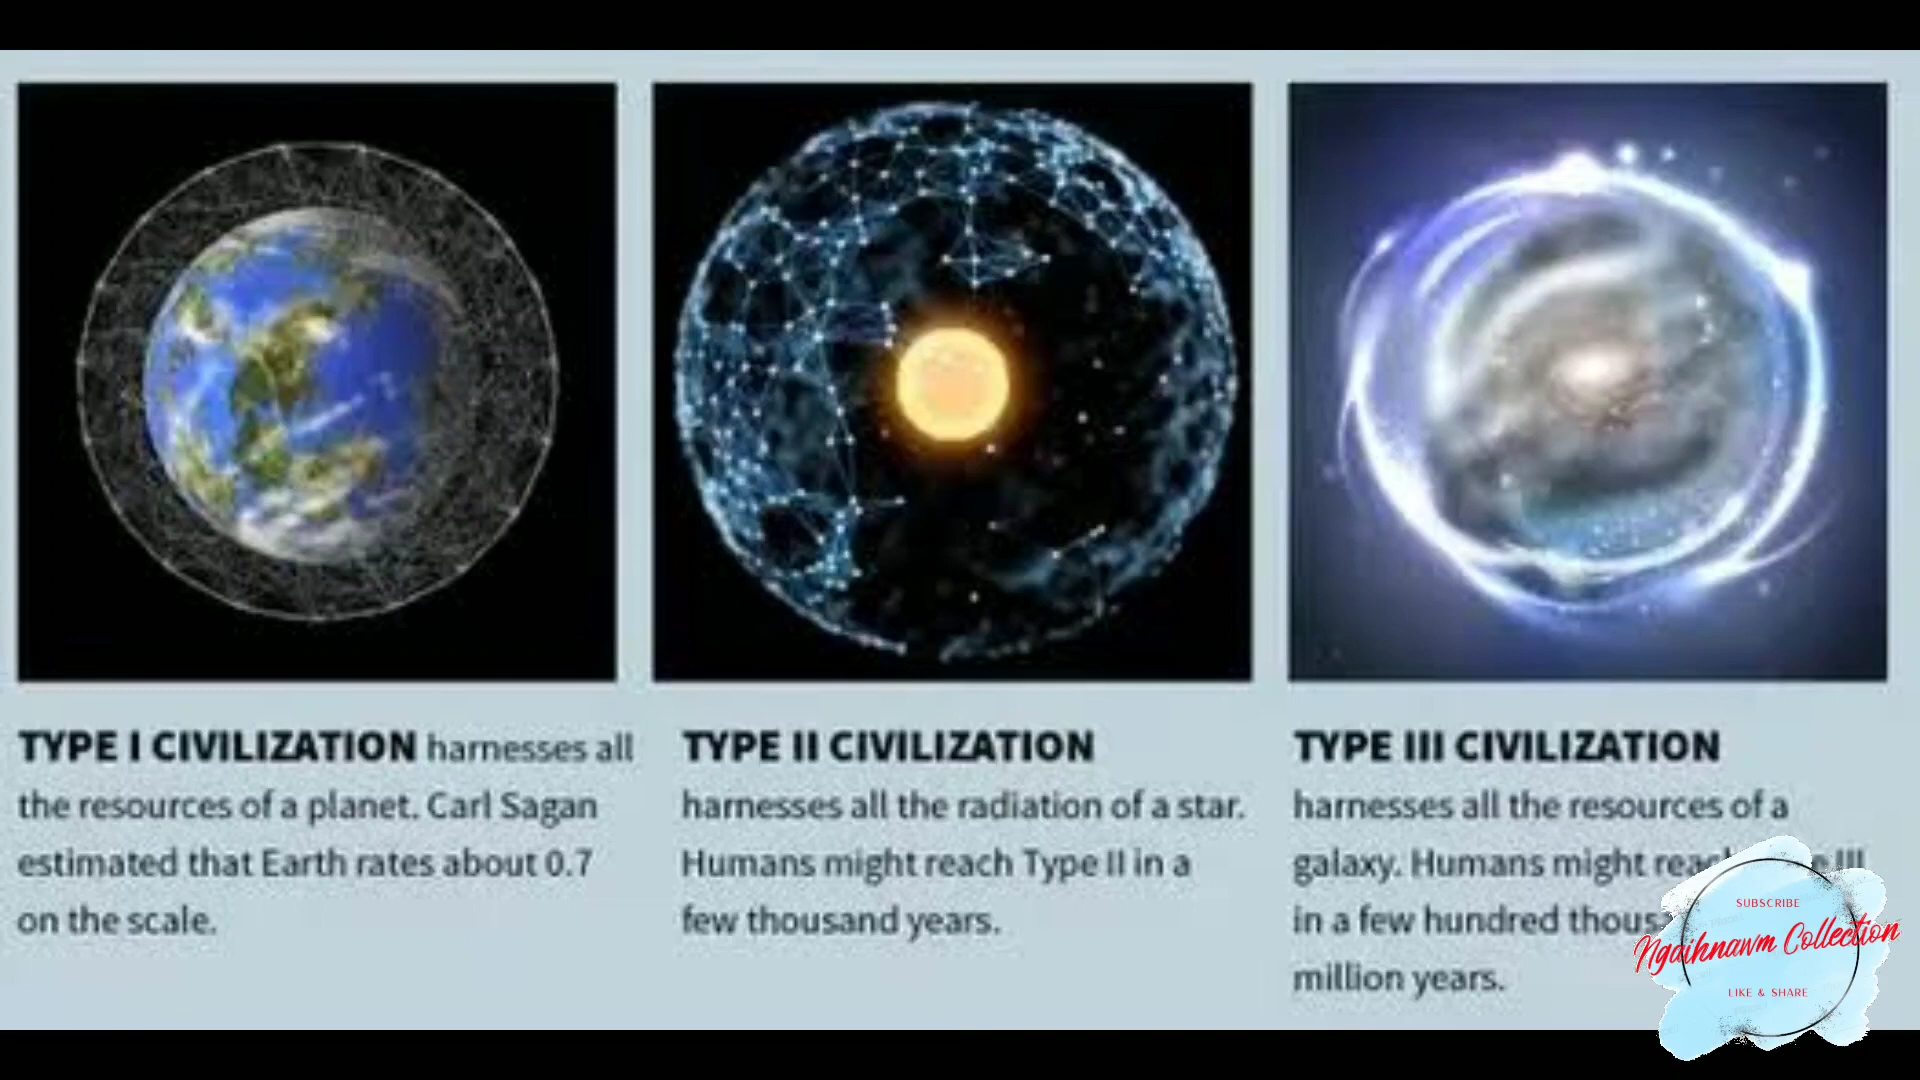 TYPE I CIVILIZATION harnesses all
the resources of a planet. Carl Sagan
estimated that Earth rates about 0.7
on the scale.
TYPE II CIVILIZATION
harnesses all the radiation of a star.
Humans might reach Type II in a
few thousand years.
TYPE III CIVILIZATION
harnesses all the resources of a
galaxy. Humans might III
in a few hundred
million years.
SUBSCRIBE
Ngaihnawm Collection
LIKE & SHARE